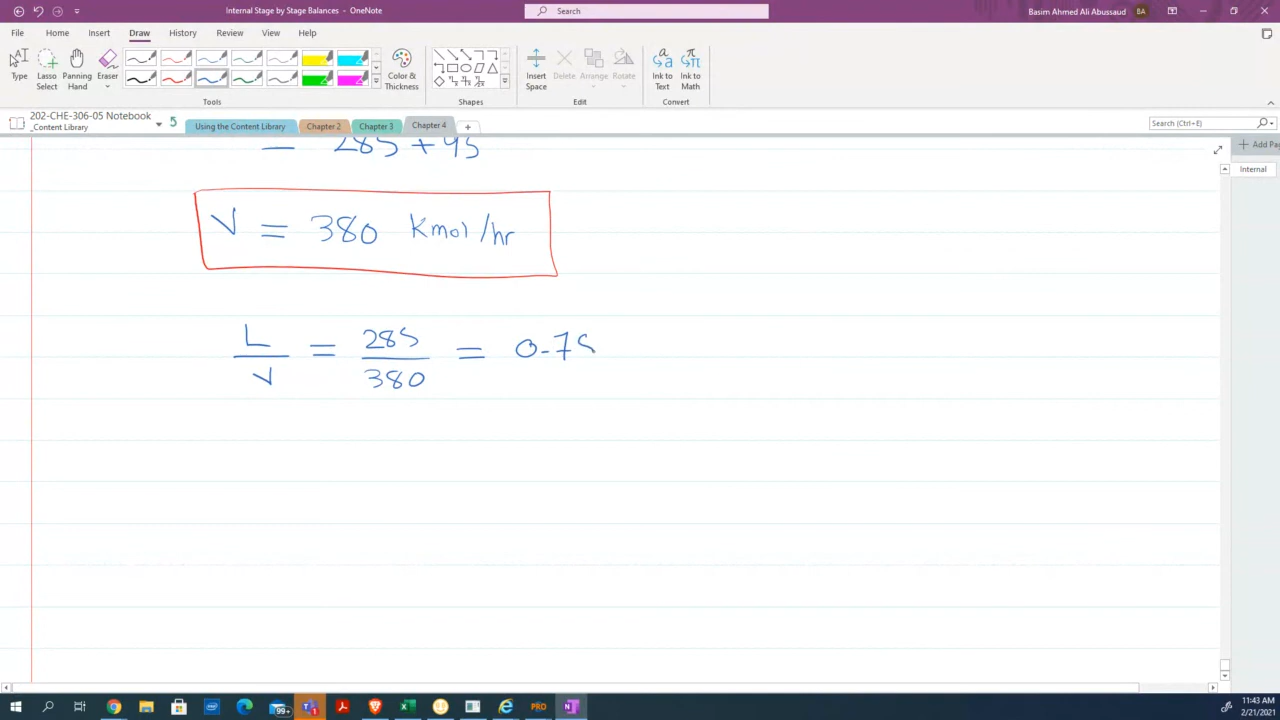 Internal Stage by Stage Balances - OneNote
Search
Basim Ahmed Ali Abussaud
BA
File
Home
Insert
Draw
History
Review
View
Help
Type
Lasso Select
Panning Hand
Eraser
Color & Thickness
Insert Space
Delete
Arrange
Rotate
Ink to Text
Ink to Math
Tools
Shapes
Edit
Convert
202-CHE-306-05 Notebook
_Content Library
Using the Content Library
Chapter 2
Chapter 3
Chapter 4
Search (Ctrl+E)
Add Pa
Internal
= 285 + 95
V = 380 Kmol/hr
L/V = 285/380 = 0.75
99+
PRO
11:43 AM
2/21/2021